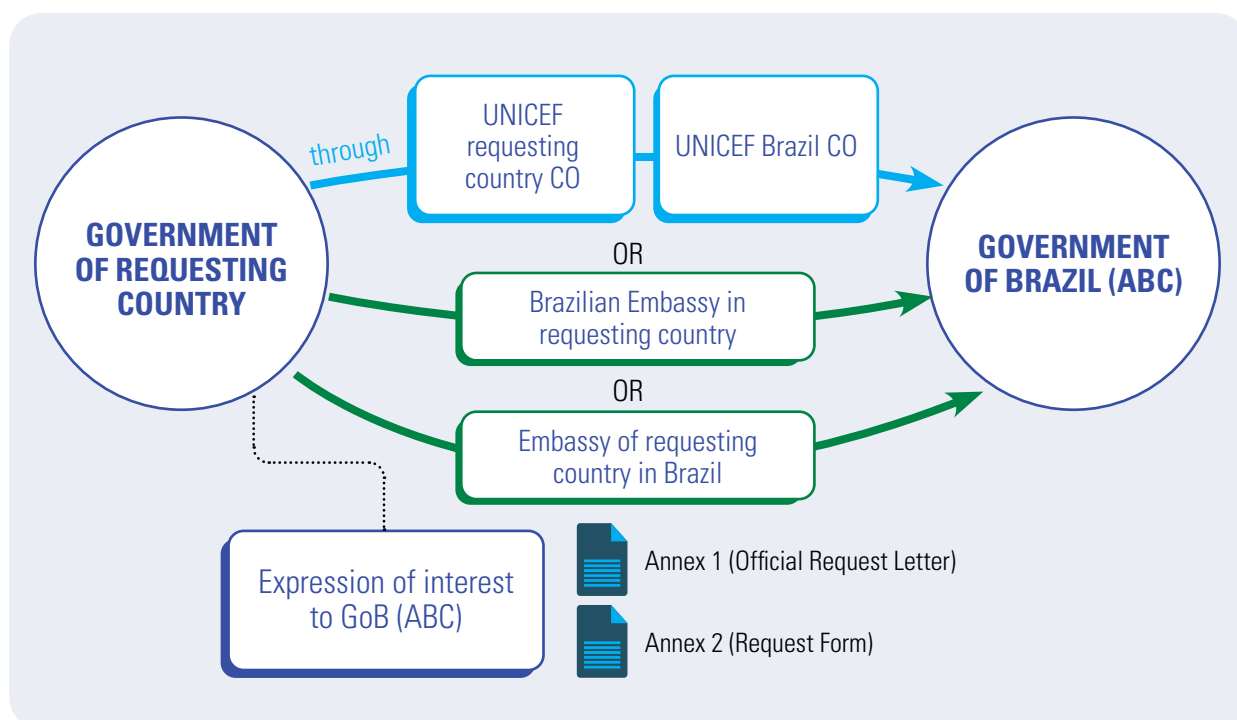 through
UNICEF
requesting
country CO
UNICEF Brazil CO
GOVERNMENT
OF REQUESTING
COUNTRY
GOVERNMENT
OF BRAZIL (ABC)
OR
Brazilian Embassy in
requesting country
OR
Embassy of requesting
country in Brazil
Expression of interest
to GoB (ABC)
Annex 1 (Official Request Letter)
Annex 2 (Request Form)